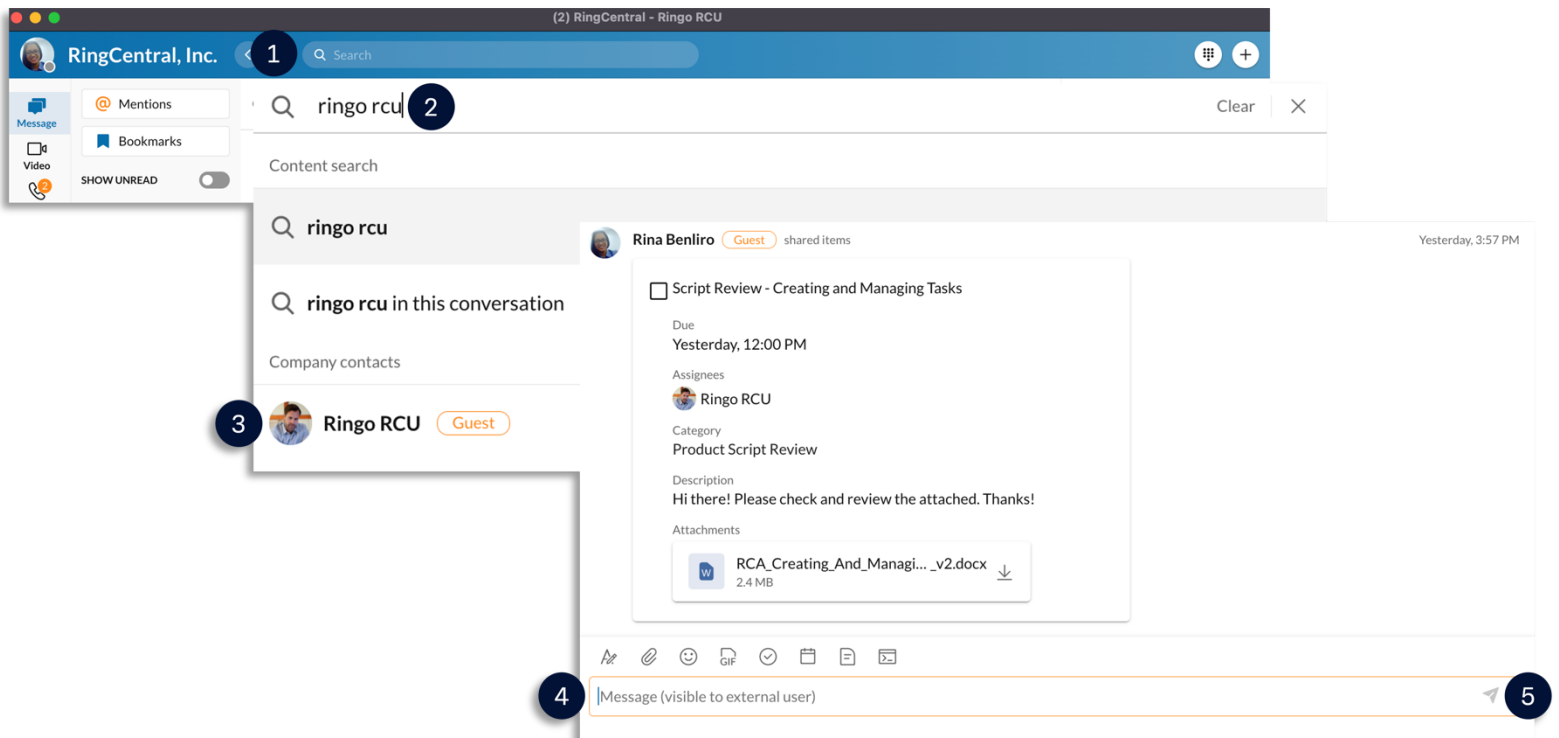 (2) RingCentral - Ringo RCU
RingCentral, Inc.
1
Search
Message
Video
2
Mentions
Bookmarks
SHOW UNREAD
ringo rcu
2
Clear
Content search
ringo rcu
ringo rcu in this conversation
Company contacts
3
Ringo RCU
Guest
Rina Benliro Guest shared items
Yesterday, 3:57 PM
Script Review - Creating and Managing Tasks
Due
Yesterday, 12:00 PM
Assignees
Ringo RCU
Category
Product Script Review
Description
Hi there! Please check and review the attached. Thanks!
Attachments
W
RCA_Creating_And_Managi... _v2.docx
2.4 MB
GIF
4
Message (visible to external user)
5